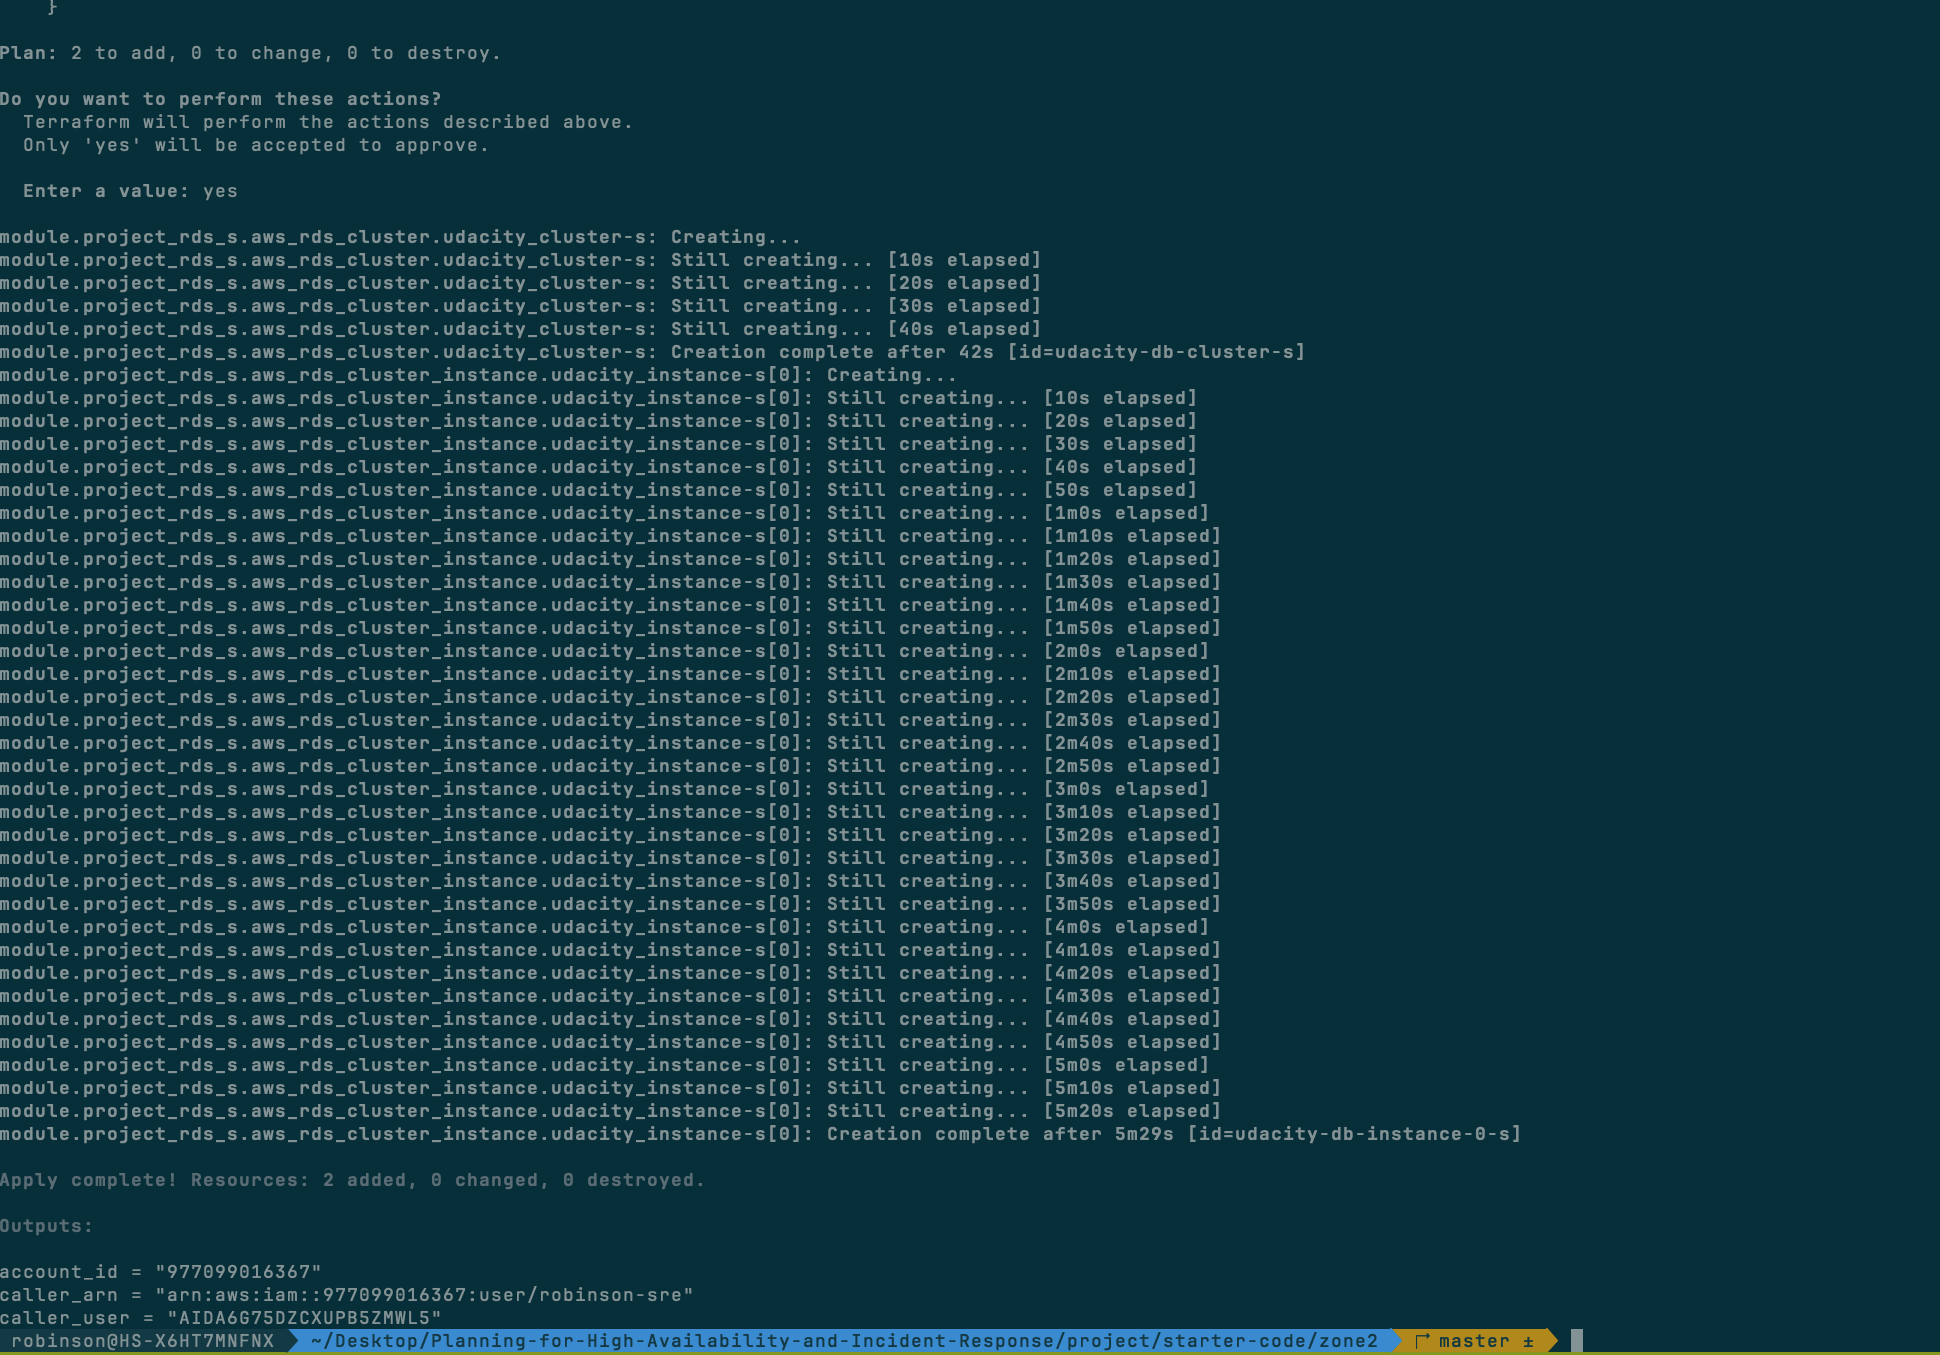 }
Plan: 2 to add, 0 to change, 0 to destroy.
Do you want to perform these actions?
Terraform will perform the actions described above.
Only 'yes' will be accepted to approve.
Enter a value: yes
module.project_rds_s.aws_rds_cluster.udacity_cluster-s: Creating...
module.project_rds_s.aws_rds_cluster.udacity_cluster-s: Still creating... [10s elapsed]
module.project_rds_s.aws_rds_cluster.udacity_cluster-s: Still creating... [20s elapsed]
module.project_rds_s.aws_rds_cluster.udacity_cluster-s: Still creating... [30s elapsed]
module.project_rds_s.aws_rds_cluster.udacity_cluster-s: Still creating... [40s elapsed]
module.project_rds_s.aws_rds_cluster.udacity_cluster-s: Creation complete after 42s [id=udacity-db-cluster-s]
module.project_rds_s.aws_rds_cluster_instance.udacity_instance-s[0]: Creating...
module.project_rds_s.aws_rds_cluster_instance.udacity_instance-s[0]: Still creating... [10s elapsed]
module.project_rds_s.aws_rds_cluster_instance.udacity_instance-s[0]: Still creating... [20s elapsed]
module.project_rds_s.aws_rds_cluster_instance.udacity_instance-s[0]: Still creating... [30s elapsed]
module.project_rds_s.aws_rds_cluster_instance.udacity_instance-s[0]: Still creating... [40s elapsed]
module.project_rds_s.aws_rds_cluster_instance.udacity_instance-s[0]: Still creating... [50s elapsed]
module.project_rds_s.aws_rds_cluster_instance.udacity_instance-s[0]: Still creating... [1m0s elapsed]
module.project_rds_s.aws_rds_cluster_instance.udacity_instance-s[0]: Still creating... [1m10s elapsed]
module.project_rds_s.aws_rds_cluster_instance.udacity_instance-s[0]: Still creating... [1m20s elapsed]
module.project_rds_s.aws_rds_cluster_instance.udacity_instance-s[0]: Still creating... [1m30s elapsed]
module.project_rds_s.aws_rds_cluster_instance.udacity_instance-s[0]: Still creating... [1m40s elapsed]
module.project_rds_s.aws_rds_cluster_instance.udacity_instance-s[0]: Still creating... [1m50s elapsed]
module.project_rds_s.aws_rds_cluster_instance.udacity_instance-s[0]: Still creating... [2m0s elapsed]
module.project_rds_s.aws_rds_cluster_instance.udacity_instance-s[0]: Still creating... [2m10s elapsed]
module.project_rds_s.aws_rds_cluster_instance.udacity_instance-s[0]: Still creating... [2m20s elapsed]
module.project_rds_s.aws_rds_cluster_instance.udacity_instance-s[0]: Still creating... [2m30s elapsed]
module.project_rds_s.aws_rds_cluster_instance.udacity_instance-s[0]: Still creating... [2m40s elapsed]
module.project_rds_s.aws_rds_cluster_instance.udacity_instance-s[0]: Still creating... [2m50s elapsed]
module.project_rds_s.aws_rds_cluster_instance.udacity_instance-s[0]: Still creating... [3m0s elapsed]
module.project_rds_s.aws_rds_cluster_instance.udacity_instance-s[0]: Still creating... [3m10s elapsed]
module.project_rds_s.aws_rds_cluster_instance.udacity_instance-s[0]: Still creating... [3m20s elapsed]
module.project_rds_s.aws_rds_cluster_instance.udacity_instance-s[0]: Still creating... [3m30s elapsed]
module.project_rds_s.aws_rds_cluster_instance.udacity_instance-s[0]: Still creating... [3m40s elapsed]
module.project_rds_s.aws_rds_cluster_instance.udacity_instance-s[0]: Still creating... [3m50s elapsed]
module.project_rds_s.aws_rds_cluster_instance.udacity_instance-s[0]: Still creating... [4m0s elapsed]
module.project_rds_s.aws_rds_cluster_instance.udacity_instance-s[0]: Still creating... [4m10s elapsed]
module.project_rds_s.aws_rds_cluster_instance.udacity_instance-s[0]: Still creating... [4m20s elapsed]
module.project_rds_s.aws_rds_cluster_instance.udacity_instance-s[0]: Still creating... [4m30s elapsed]
module.project_rds_s.aws_rds_cluster_instance.udacity_instance-s[0]: Still creating... [4m40s elapsed]
module.project_rds_s.aws_rds_cluster_instance.udacity_instance-s[0]: Still creating... [4m50s elapsed]
module.project_rds_s.aws_rds_cluster_instance.udacity_instance-s[0]: Still creating... [5m0s elapsed]
module.project_rds_s.aws_rds_cluster_instance.udacity_instance-s[0]: Still creating... [5m10s elapsed]
module.project_rds_s.aws_rds_cluster_instance.udacity_instance-s[0]: Still creating... [5m20s elapsed]
module.project_rds_s.aws_rds_cluster_instance.udacity_instance-s[0]: Creation complete after 5m29s [id=udacity-db-instance-0-s]
Apply complete! Resources: 2 added, 0 changed, 0 destroyed.
Outputs:
account_id = "977099016367"
caller_arn = "arn:aws:iam::977099016367:user/robinson-sre"
caller_user = "AIDA6G75DZCXUPB5ZMWL5"
robinson@HS-X6HT7MNFNX ~/Desktop/Planning-for-High-Availability-and-Incident-Response/project/starter-code/zone2 master ±